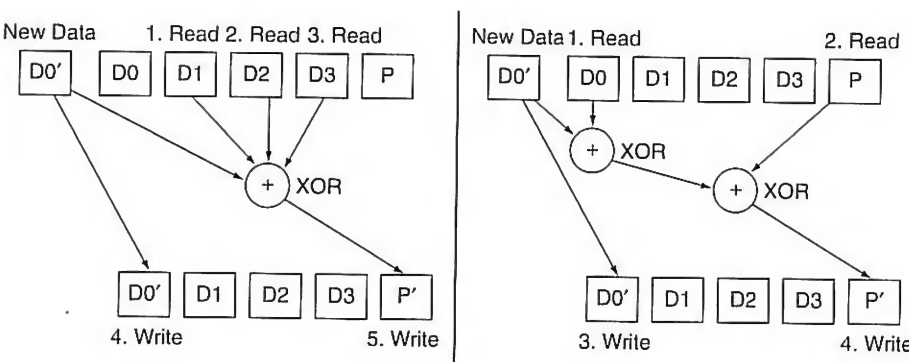 New Data 1. Read 2. Read 3. Read
D0′ D0 D1 D2 D3 P
+ XOR
D0′ D1 D2 D3 P′
4. Write 5. Write
New Data 1. Read 2. Read
D0′ D0 D1 D2 D3 P
+ XOR
+ XOR
D0′ D1 D2 D3 P′
3. Write 4. Write